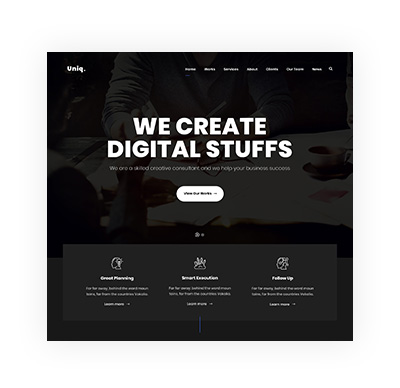 Uniq.
Home Works Services About Clients Our Team News
WE CREATE
DIGITAL STUFFS
We are a skilled creative consultant and we help your business success.
View Our Works →
Great Planning Smart Execution Follow Up
Far far away, behind the word moun Far far away, behind the word moun Far far away, behind the word moun
tains, far from the countries Vokalia. tains, far from the countries Vokalia. tains, far from the countries Vokalia.
Learn more → Learn more → Learn more →